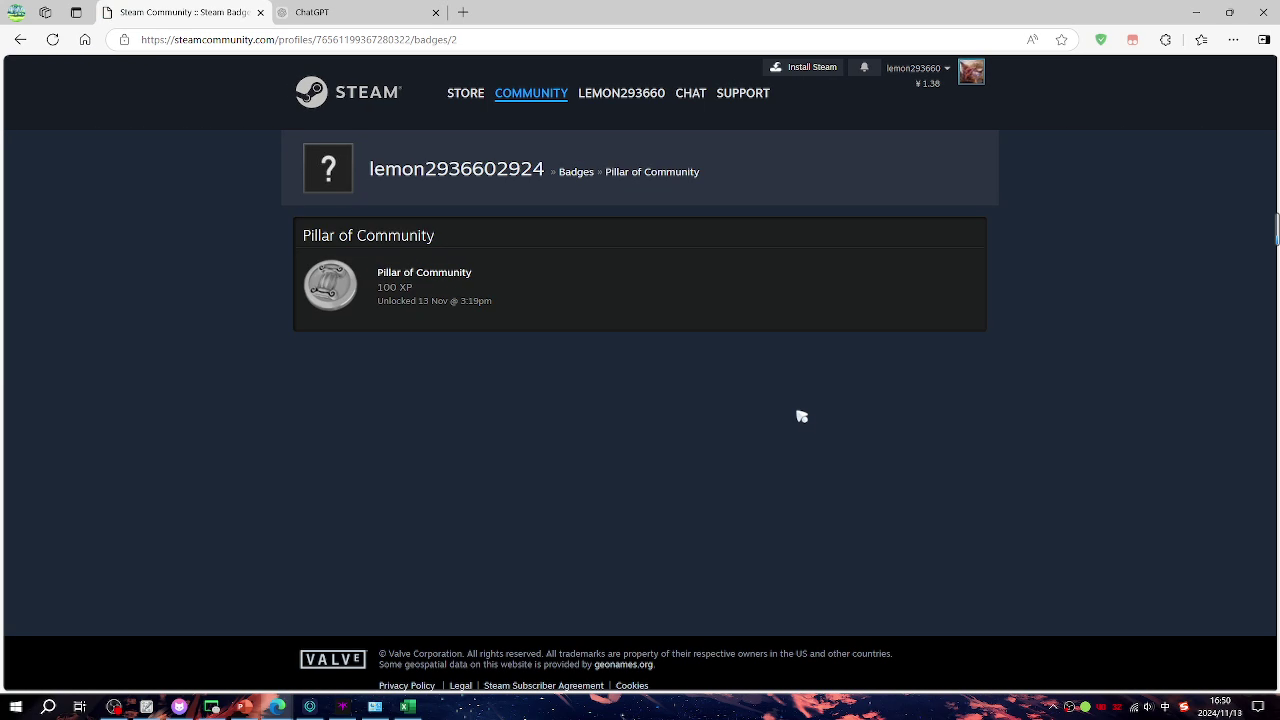 Steam Community :: Steam Badg
ChatGPT
https://steamcommunity.com/profiles/76561199367280322/badges/2
Install Steam
lemon293660
¥ 1.38
STEAM®
STORE COMMUNITY LEMON293660 CHAT SUPPORT
?
lemon2936602924 » Badges » Pillar of Community
Pillar of Community
Pillar of Community
100 XP
Unlocked 13 Nov @ 3:19pm
VALVE
© Valve Corporation. All rights reserved. All trademarks are property of their respective owners in the US and other countries.
Some geospatial data on this website is provided by geonames.org.
Privacy Policy | Legal | Steam Subscriber Agreement | Cookies
32
中
16:50
2024/11/13